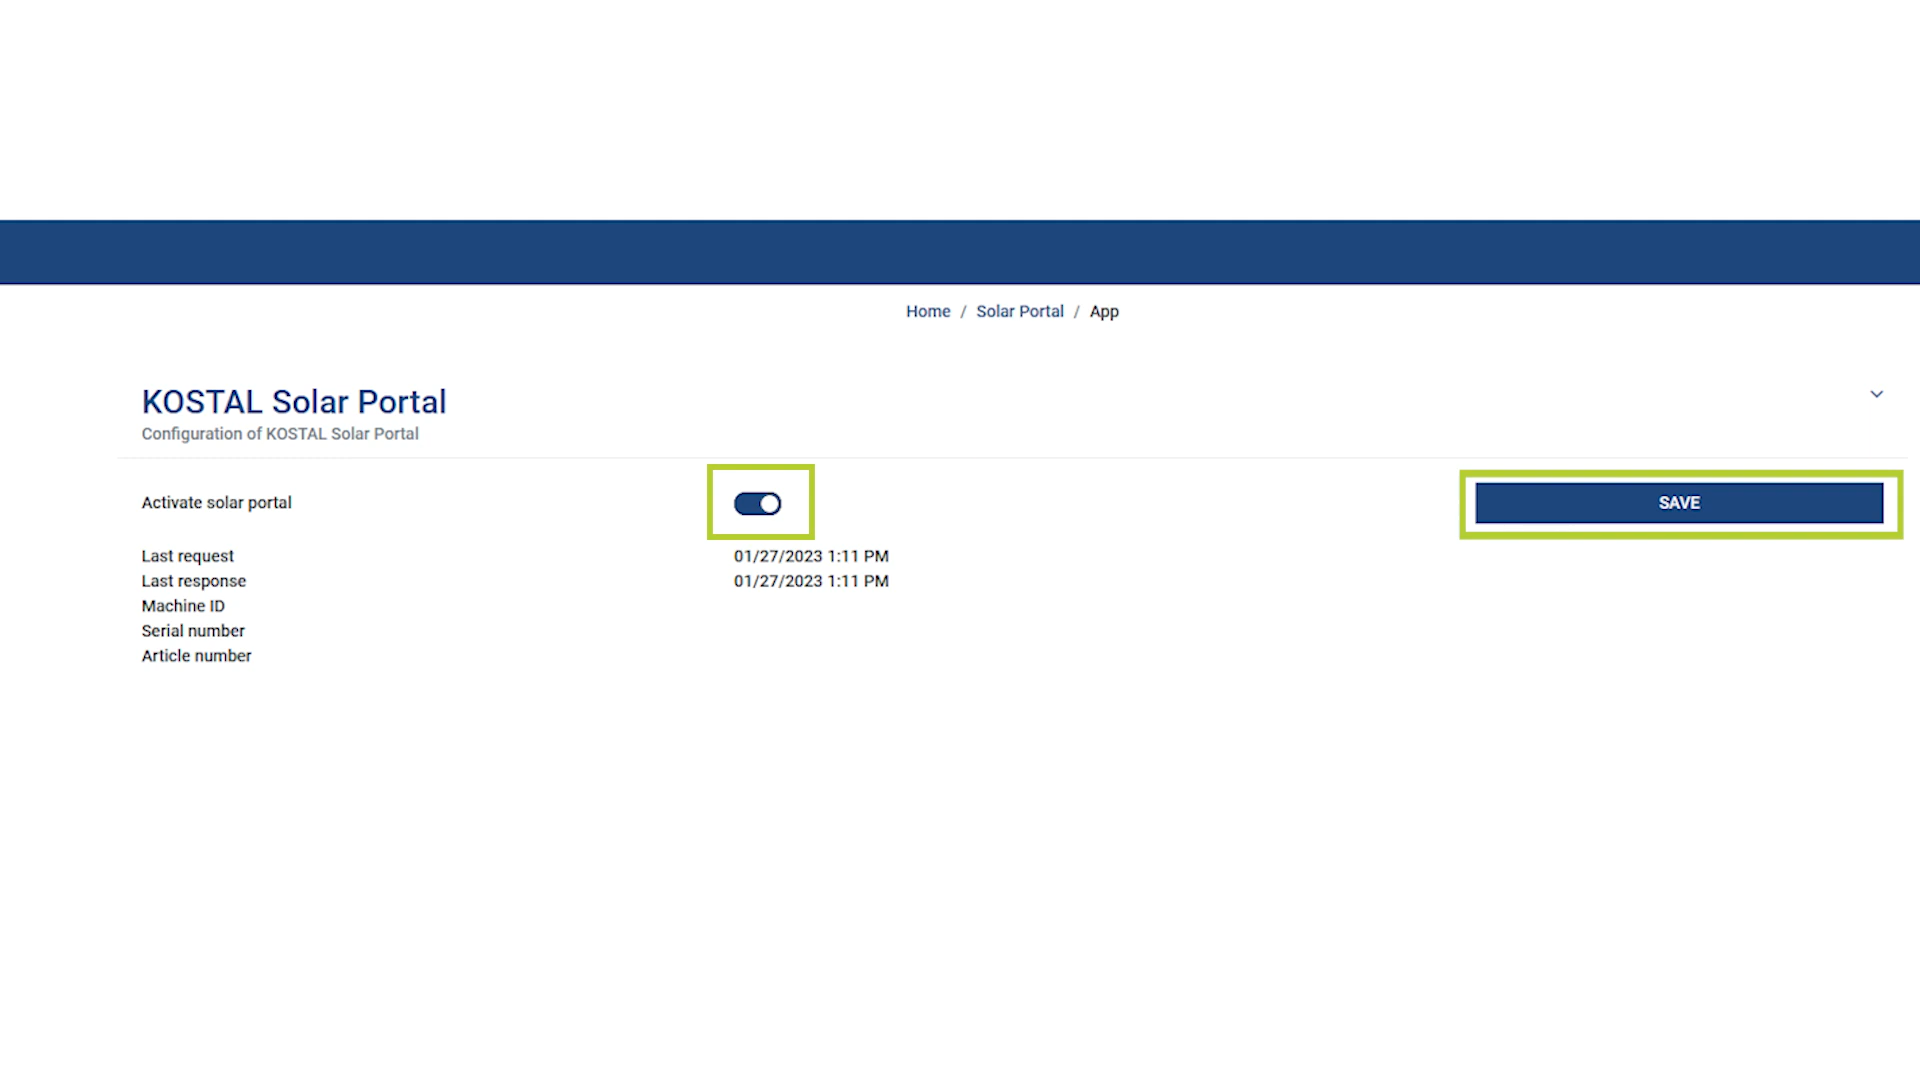 Home / Solar Portal / App
KOSTAL Solar Portal
Configuration of KOSTAL Solar Portal
Activate solar portal
SAVE
Last request 01/27/2023 1:11 PM
Last response 01/27/2023 1:11 PM
Machine ID
Serial number
Article number